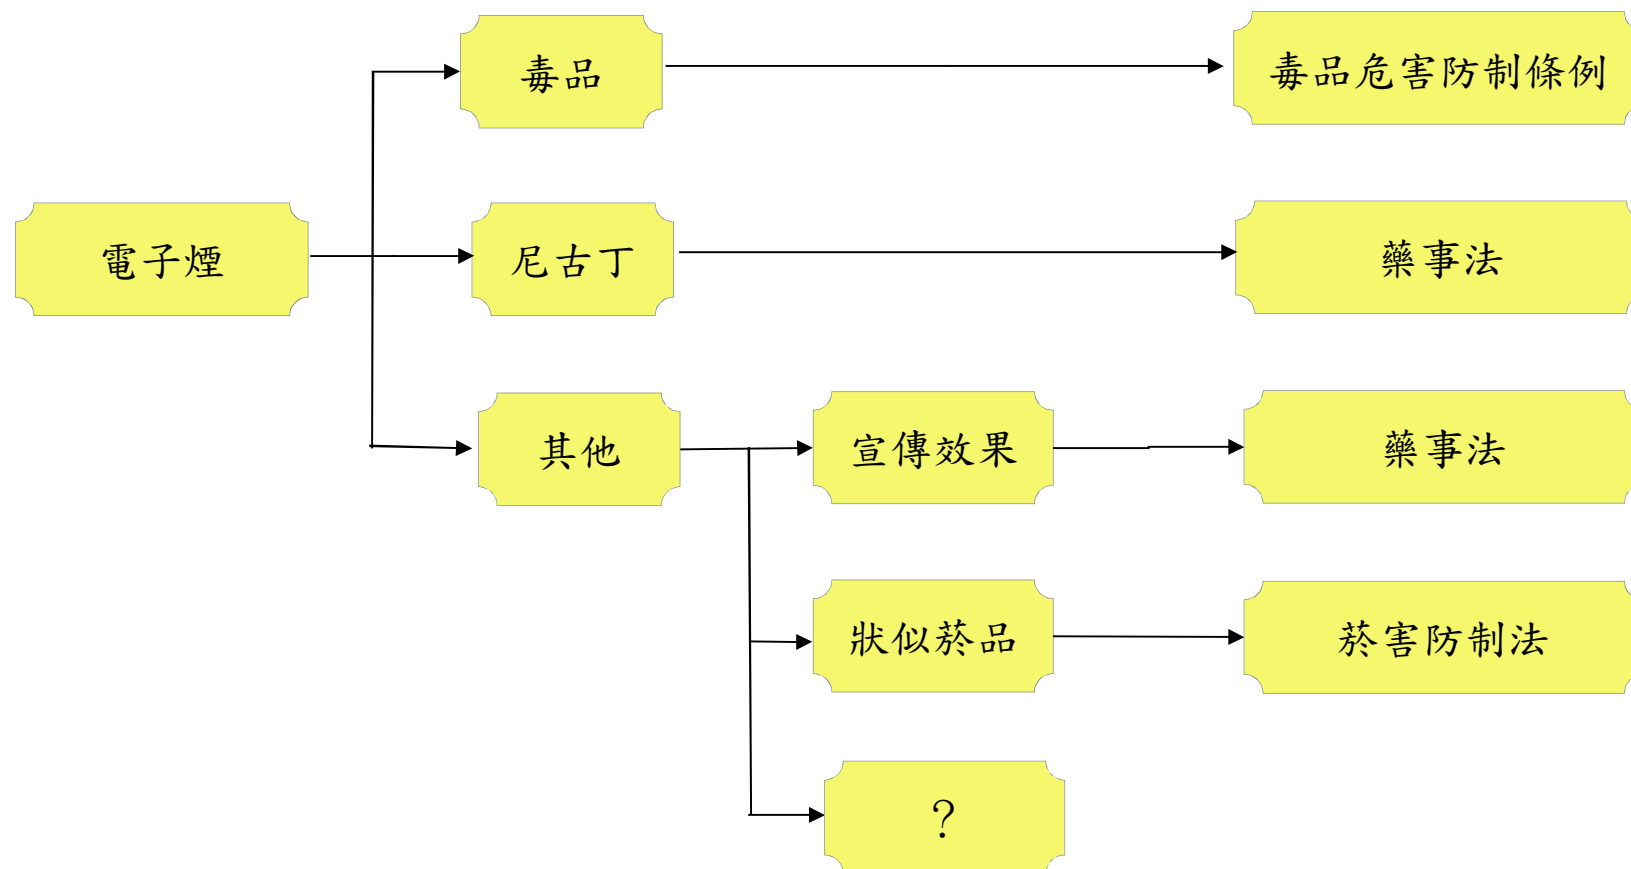 毒品
毒品危害防制條例
電子煙
尼古丁
藥事法
其他
宣傳效果
藥事法
狀似菸品
菸害防制法
？